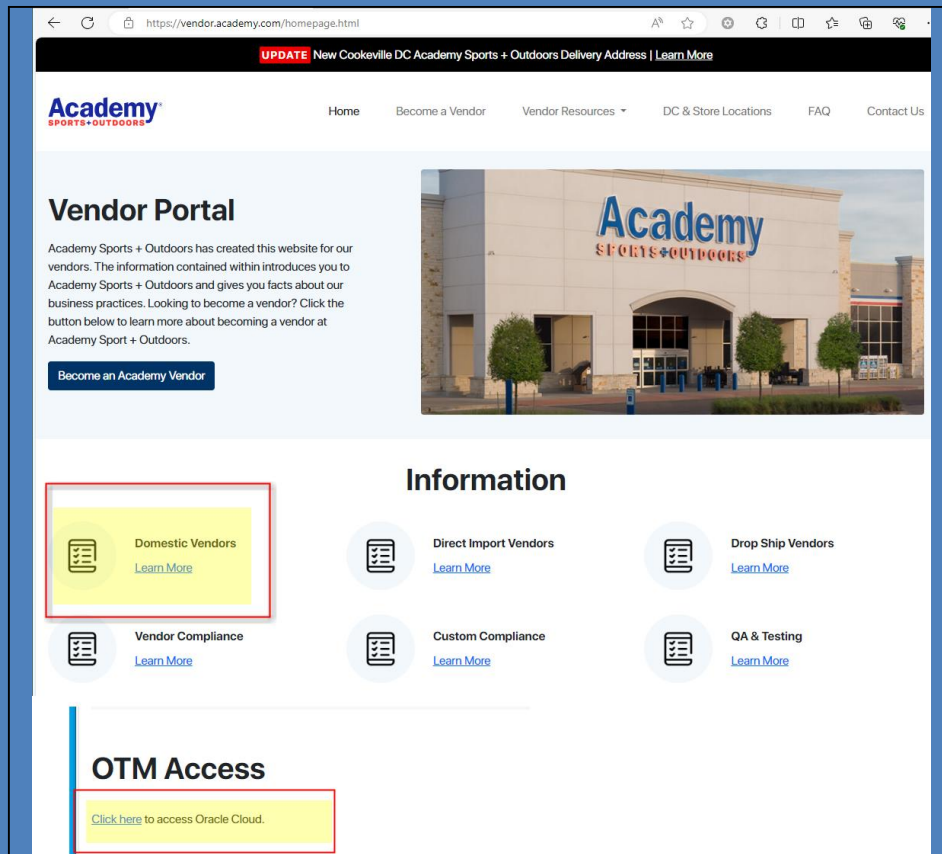 https://vendor.academy.com/homepage.html
UPDATE New Cookeville DC Academy Sports + Outdoors Delivery Address | Learn More
Academy
SPORTS+OUTDOORS
Home Become a Vendor Vendor Resources DC & Store Locations FAQ Contact Us
Vendor Portal
Academy Sports + Outdoors has created this website for our
vendors. The information contained within introduces you to
Academy Sports + Outdoors and gives you facts about our
business practices. Looking to become a vendor? Click the
button below to learn more about becoming a vendor at
Academy Sport + Outdoors.
Become an Academy Vendor
Academy
SPORTS+OUTDOORS
Information
Domestic Vendors
Learn More
Direct Import Vendors
Learn More
Drop Ship Vendors
Learn More
Vendor Compliance
Learn More
Custom Compliance
Learn More
QA & Testing
Learn More
OTM Access
Click here to access Oracle Cloud.